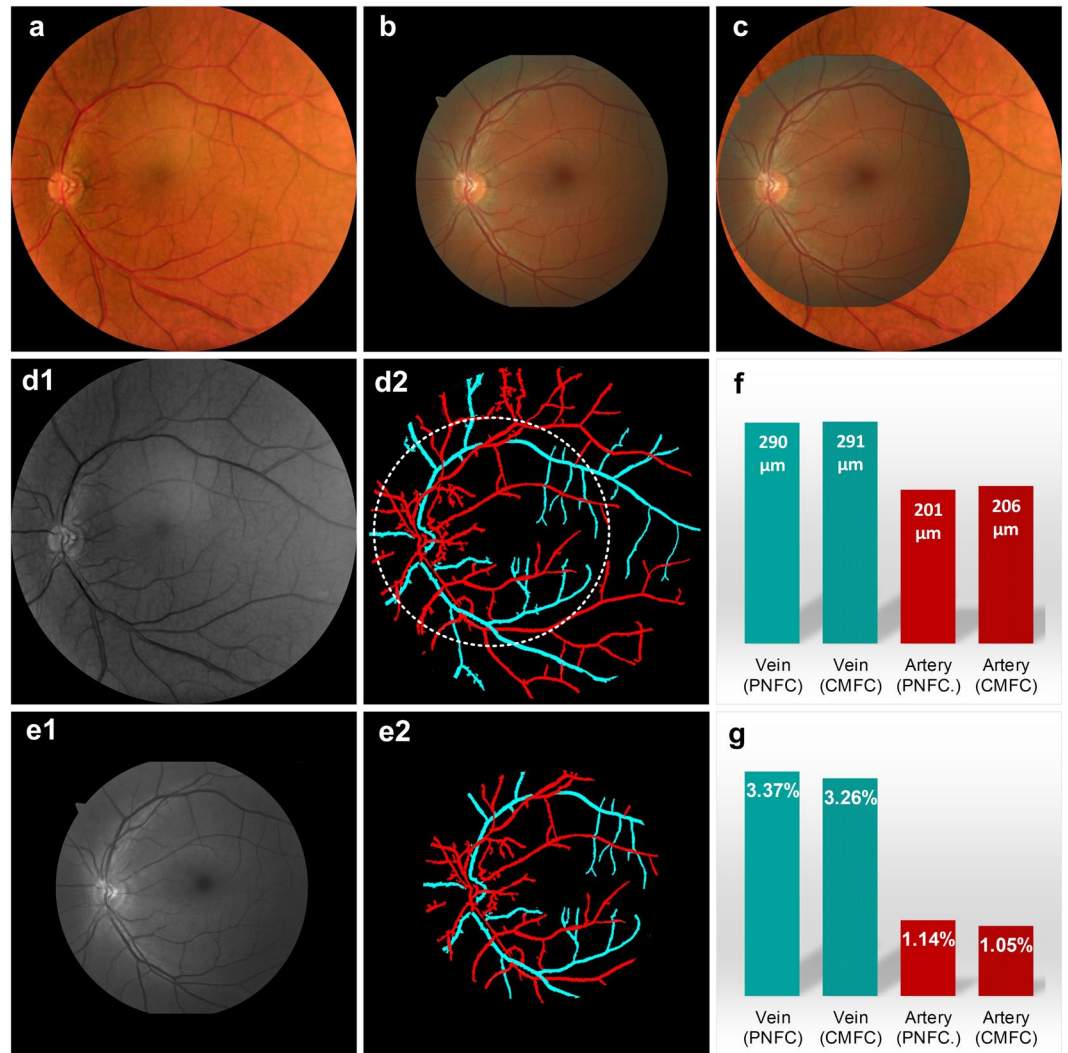 a
b
c
d1
d2
f
290
µm
291
µm
201
µm
206
µm
Vein
(PNFC)
Vein
(CMFC)
Artery
(PNFC.)
Artery
(CMFC)
e1
e2
g
3.37%
3.26%
1.14%
1.05%
Vein
(PNFC)
Vein
(CMFC)
Artery
(PNFC.)
Artery
(CMFC)